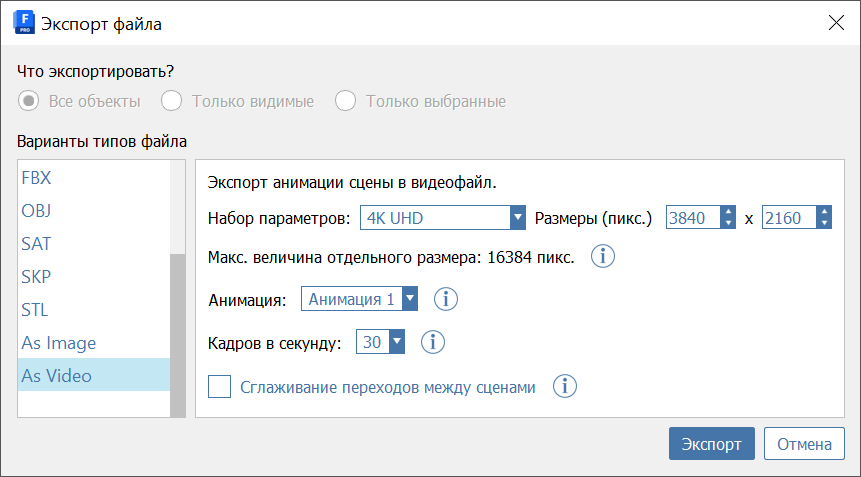 F
PRO
Экспорт файла
Что экспортировать?
Все объекты Только видимые Только выбранные
Варианты типов файла
FBX
OBJ
SAT
SKP
STL
As Image
As Video
Экспорт анимации сцены в видеофайл.
Набор параметров: 4K UHD Размеры (пикс.) 3840 x 2160
Макс. величина отдельного размера: 16384 пикс.
Анимация: Анимация 1
Кадров в секунду: 30
Сглаживание переходов между сценами
Экспорт Отмена